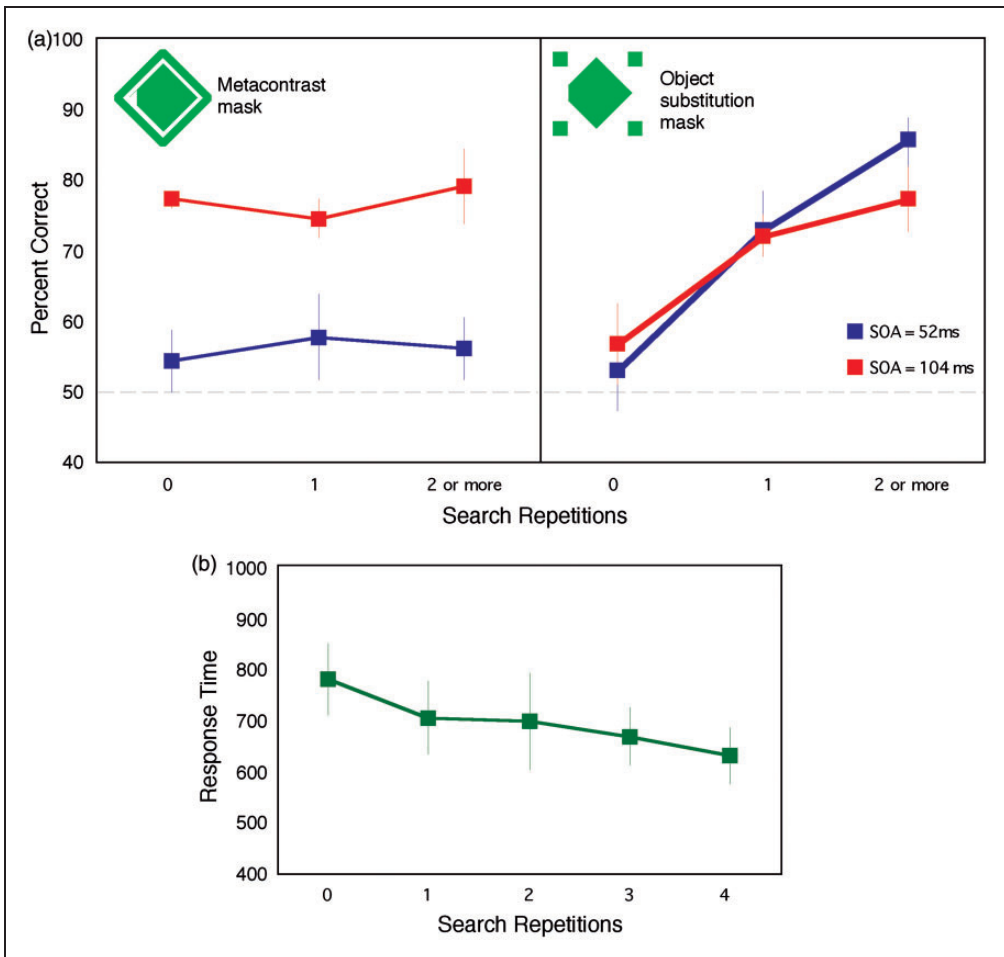 (a)
100
90
80
70
60
50
40
Percent Correct
Metacontrast
mask
Object
substitution
mask
SOA = 52ms
SOA = 104 ms
0 1 2 or more 0 1 2 or more
Search Repetitions
(b)
1000
900
800
700
600
500
400
Response Time
0 1 2 3 4
Search Repetitions